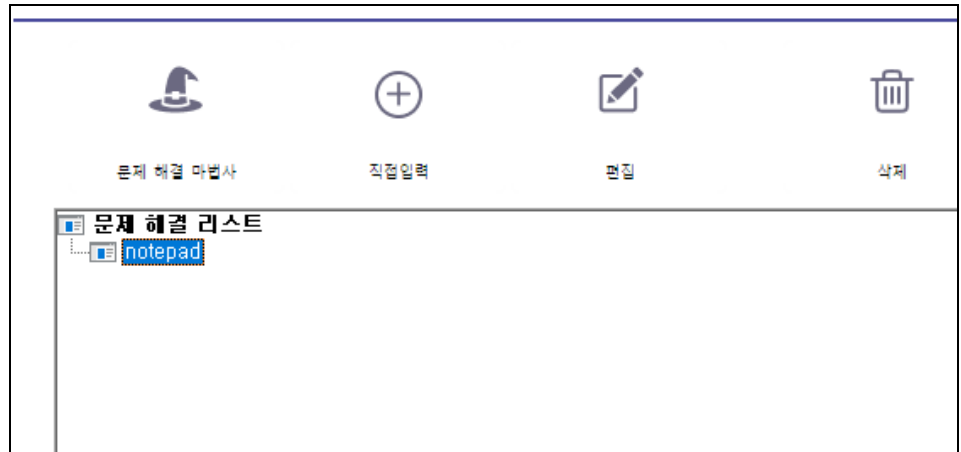 문제 해결 마법사
직접입력
편집
삭제
문제 해결 리스트
notepad